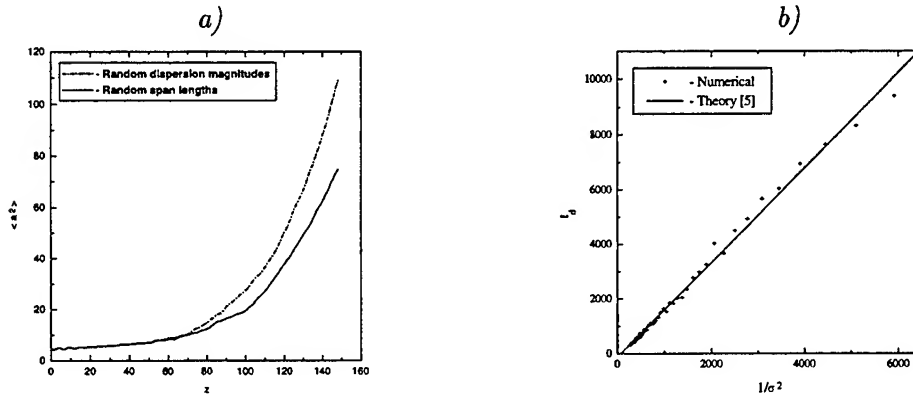 a)
120
100
80
60
40
20
0
<a²>
- Random dispersion magnitudes
- Random span lengths
0 20 40 60 80 100 120 140 160
z
b)
10000
8000
6000
4000
2000
0
- Numerical
- Theory [5]
0 2000 4000 6000
1/σ²